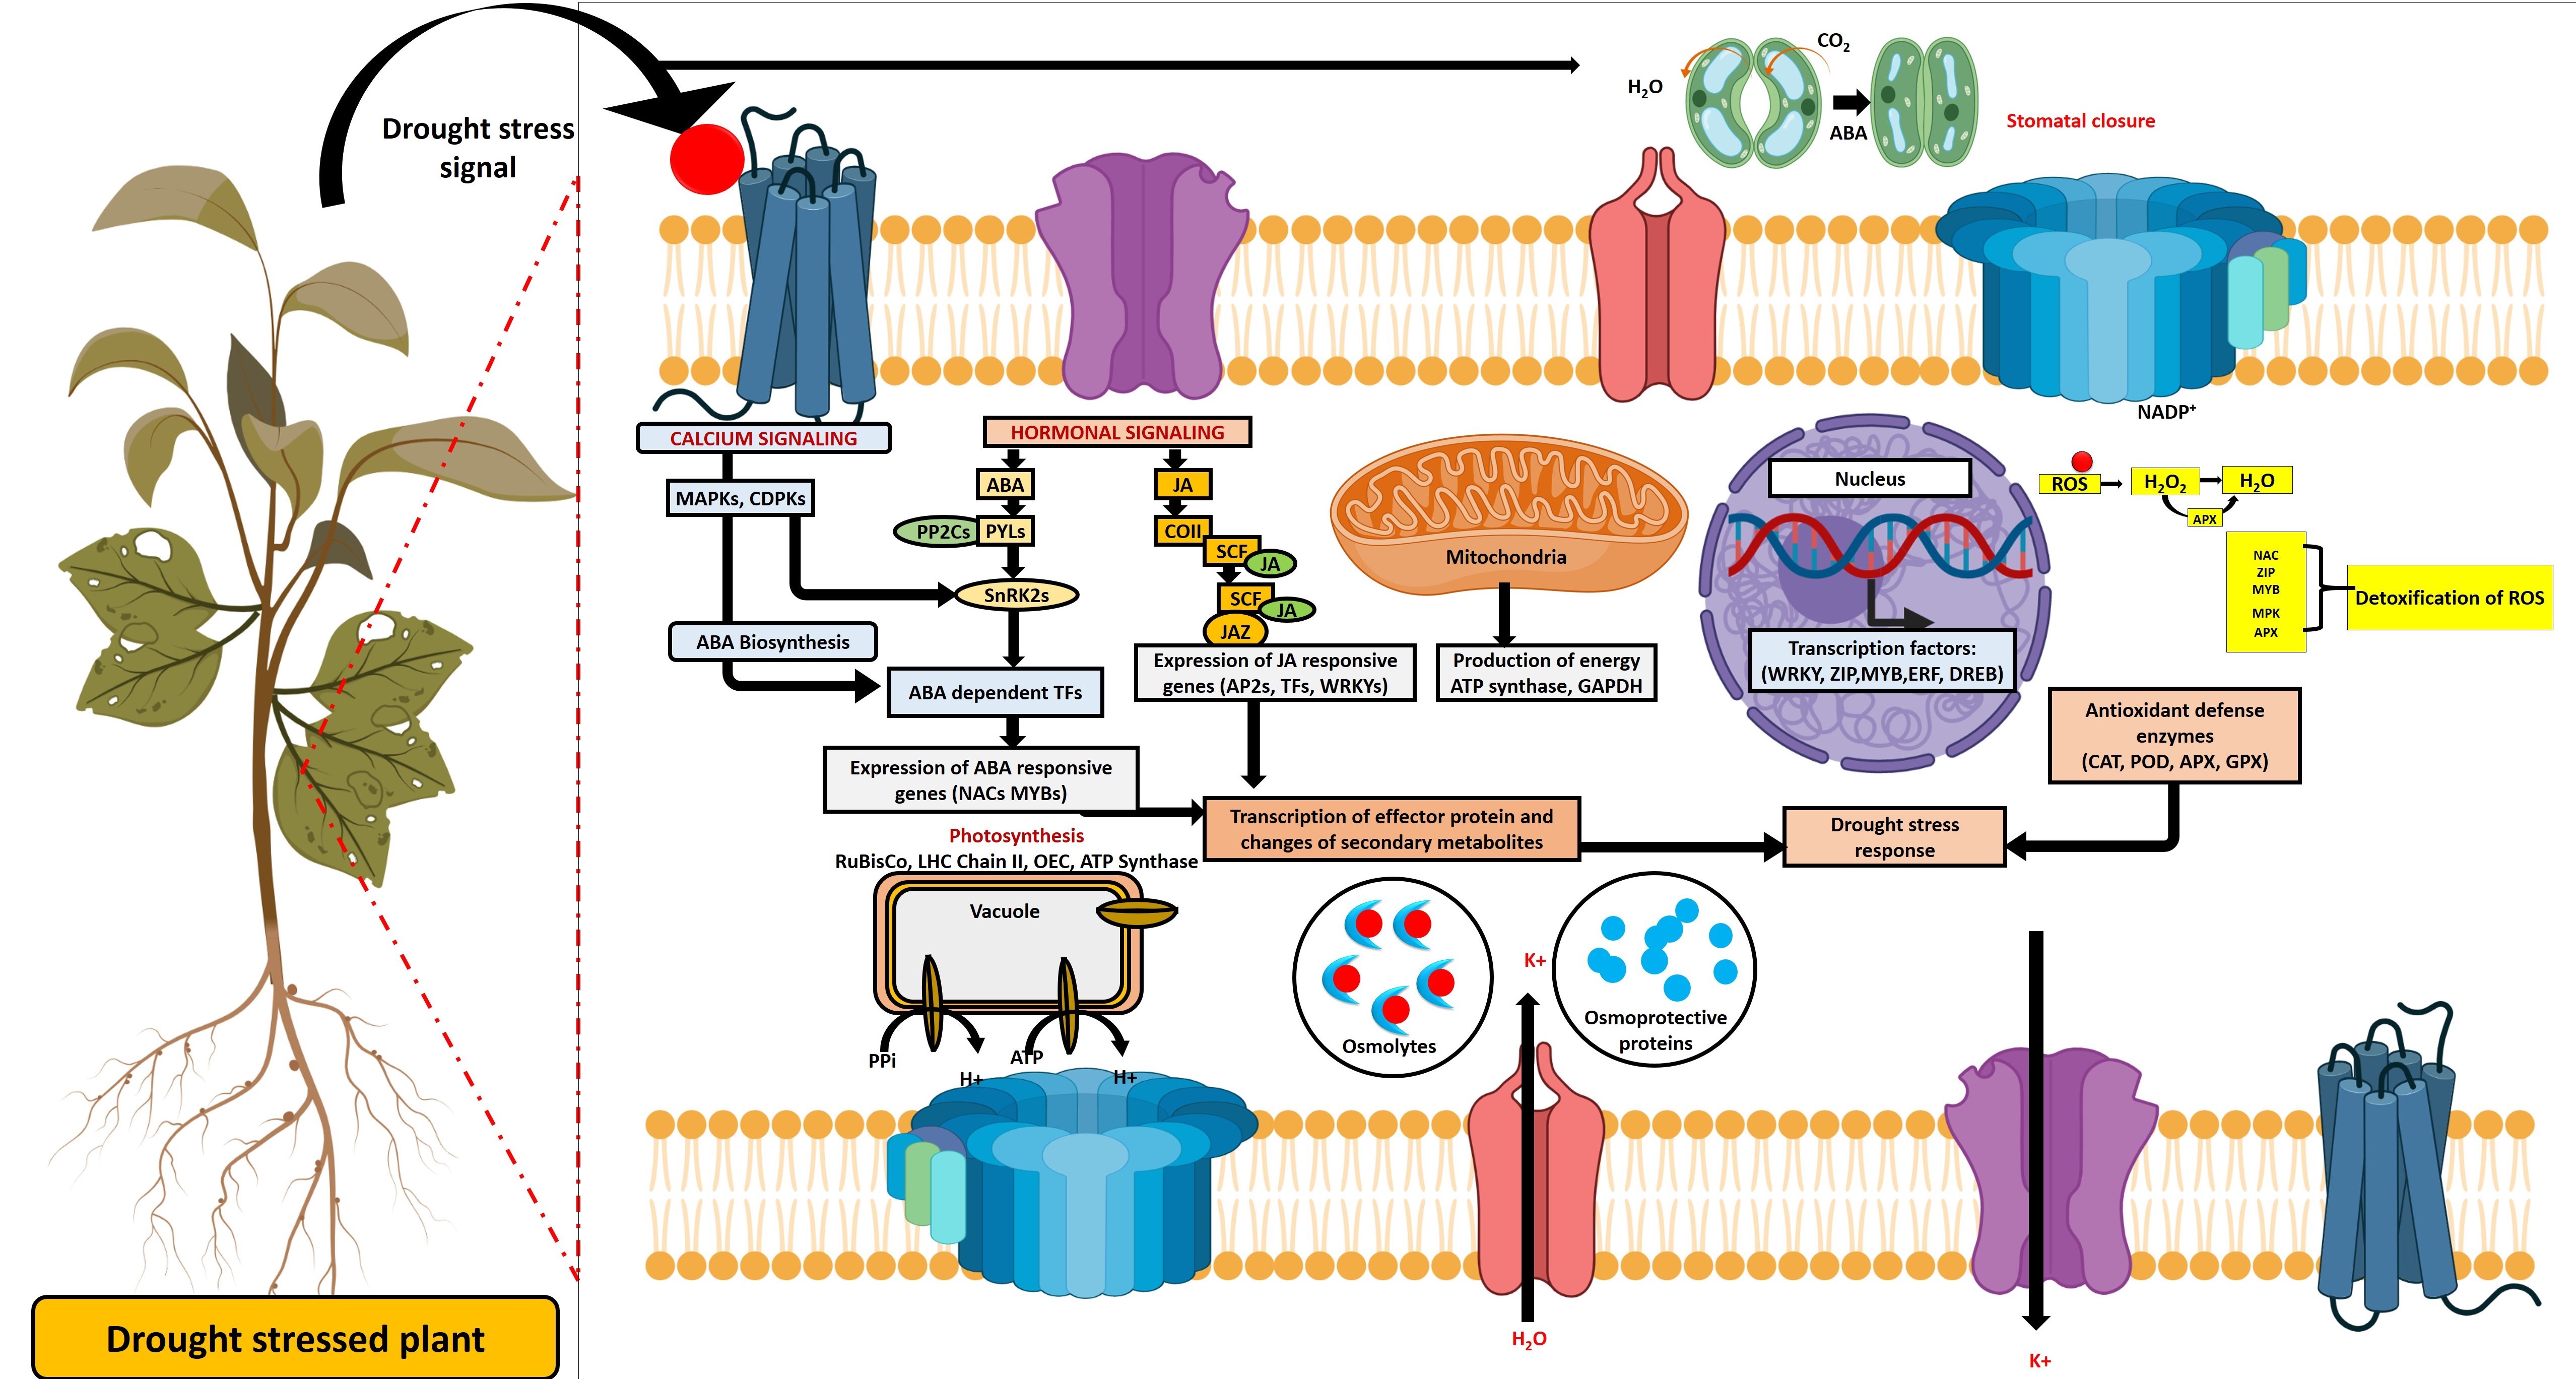 Drought stress
signal
CO₂
H₂O
ABA
Stomatal closure
NADP⁺
CALCIUM SIGNALING
MAPKs, CDPKs
ABA Biosynthesis
HORMONAL SIGNALING
ABA
PP2Cs
PYLs
SnRK2s
ABA dependent TFs
Expression of ABA responsive
genes (NACs MYBs)
JA
COII
SCF
JA
SCF
JA
JAZ
Expression of JA responsive
genes (AP2s, TFs, WRKYs)
Mitochondria
Production of energy
ATP synthase, GAPDH
Nucleus
Transcription factors:
(WRKY, ZIP,MYB,ERF, DREB)
ROS
H₂O₂
H₂O
APX
NAC
ZIP
MYB
MPK
APX
Detoxification of ROS
Antioxidant defense
enzymes
(CAT, POD, APX, GPX)
Transcription of effector protein and
changes of secondary metabolites
Drought stress
response
Photosynthesis
RuBisCo, LHC Chain II, OEC, ATP Synthase
Vacuole
PPi
H+
ATP
H+
Osmolytes
K+
Osmoprotective
proteins
H₂O
K+
Drought stressed plant